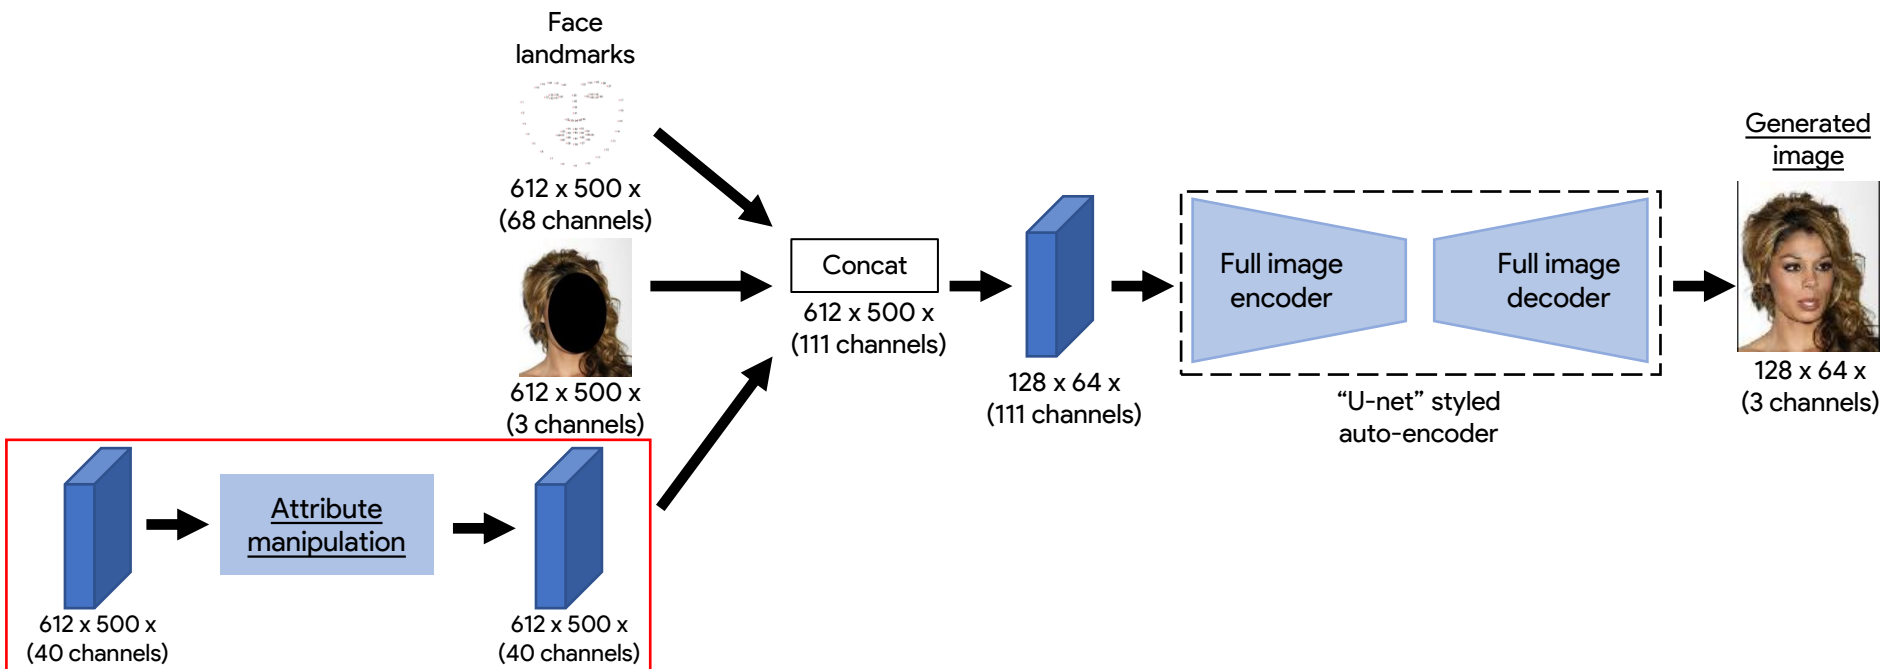 Face
landmarks
612 x 500 x
(68 channels)
612 x 500 x
(3 channels)
612 x 500 x
(40 channels)
Attribute
manipulation
612 x 500 x
(40 channels)
Concat
612 x 500 x
(111 channels)
128 x 64 x
(111 channels)
Full image
encoder
Full image
decoder
“U-net” styled
auto-encoder
Generated
image
128 x 64 x
(3 channels)